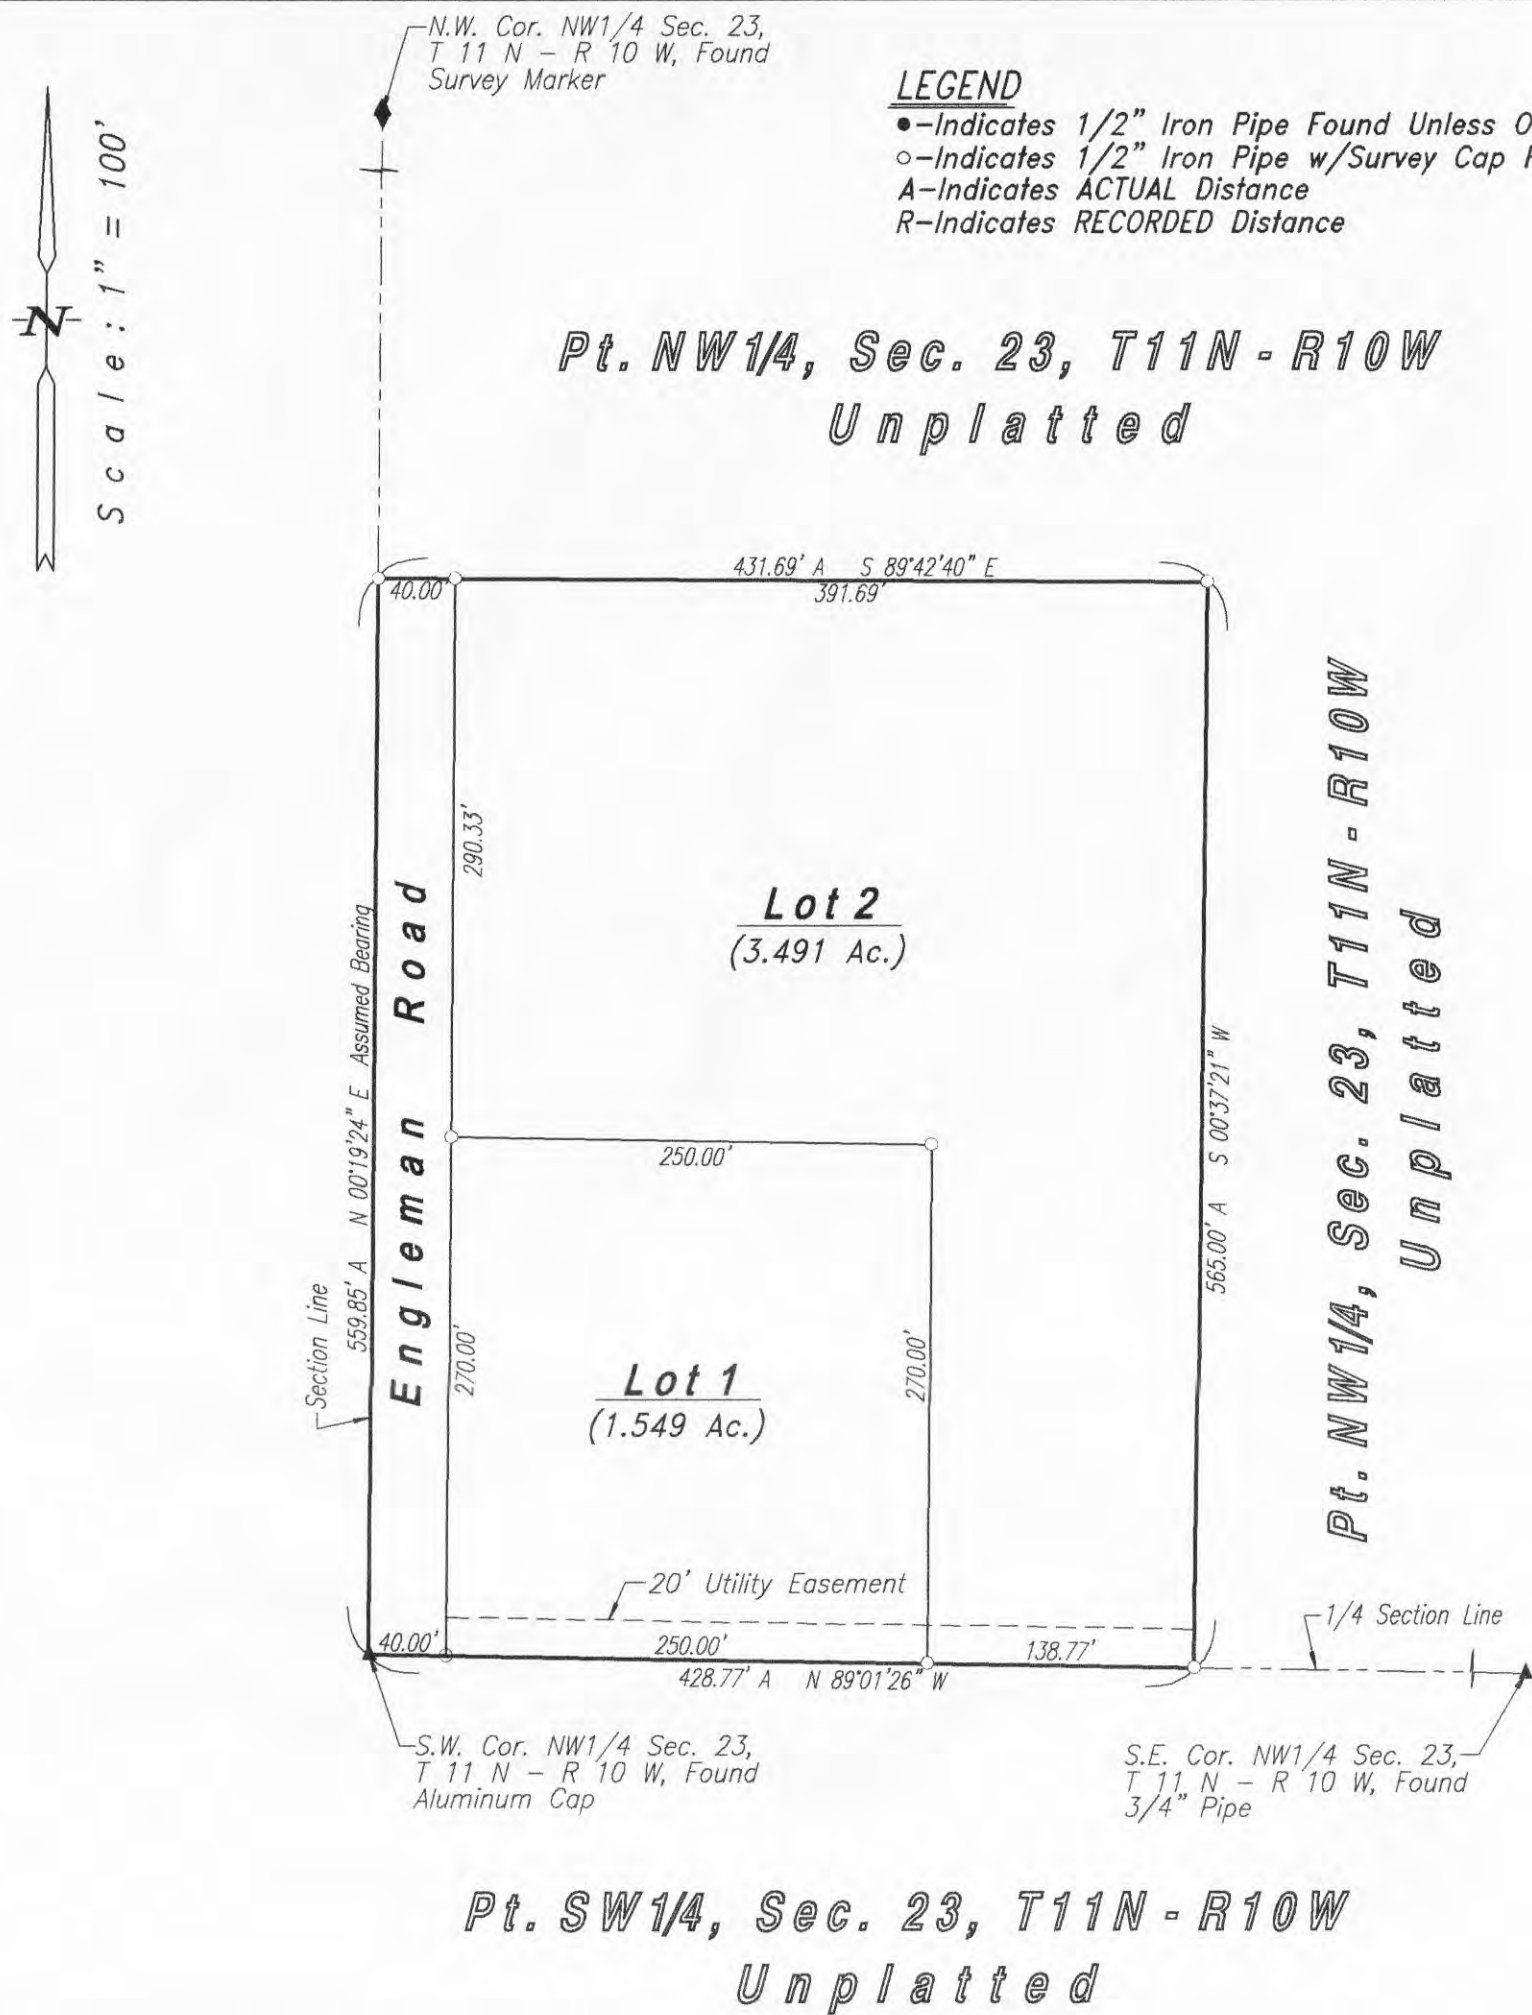 N.W. Cor. NW1/4 Sec. 23,
T 11 N - R 10 W, Found
Survey Marker
LEGEND
●-Indicates 1/2" Iron Pipe Found Unless
○-Indicates 1/2" Iron Pipe w/Survey Cap
A-Indicates ACTUAL Distance
R-Indicates RECORDED Distance
N
Scale: 1" = 100'
Pt. NW1/4, Sec. 23, T11N - R10W
Unplatted
431.69' A S 89°42'40" E
40.00'
391.69'
290.33'
Lot 2
(3.491 Ac.)
Pt. NW1/4, Sec. 23, T11N - R10W
Unplatted
559.85' A N 00°19'24" E Assumed Bearing
Engleman Road
565.00' A S 00°37'21" W
250.00'
Section Line
270.00'
Lot 1
(1.549 Ac.)
270.00'
20' Utility Easement
1/4 Section Line
40.00'
250.00'
138.77'
428.77' A N 89°01'26" W
S.W. Cor. NW1/4 Sec. 23,
T 11 N - R 10 W, Found
Aluminum Cap
S.E. Cor. NW1/4 Sec. 23,
T 11 N - R 10 W, Found
3/4" Pipe
Pt. SW1/4, Sec. 23, T11N - R10W
Unplatted